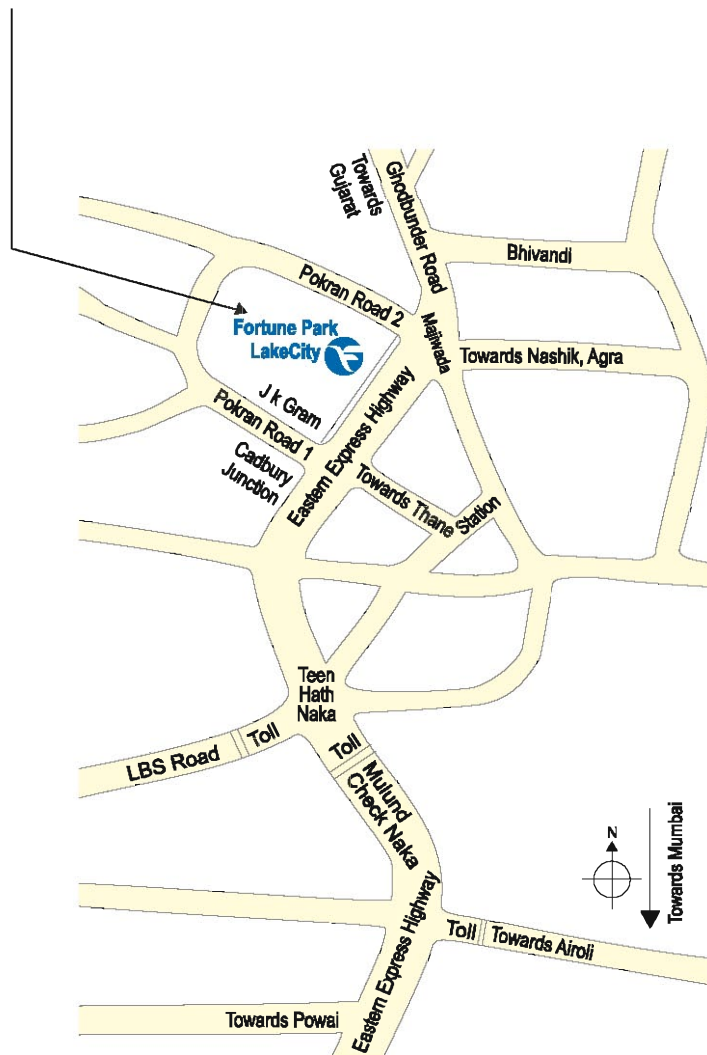 Towards
Gujarat
Ghodbunder Road
Bhivandi
Pokran Road 2
Majiwada
Fortune Park
LakeCity
Towards Nashik, Agra
J k Gram
Pokran Road 1
Eastern Express Highway
Cadbury
Junction
Towards Thane Station
Teen
Hath
Naka
LBS Road
Toll
Toll
Mulund
Check Naka
N
Towards Mumbai
Eastern Express Highway
Toll
Towards Airoli
Towards Powai